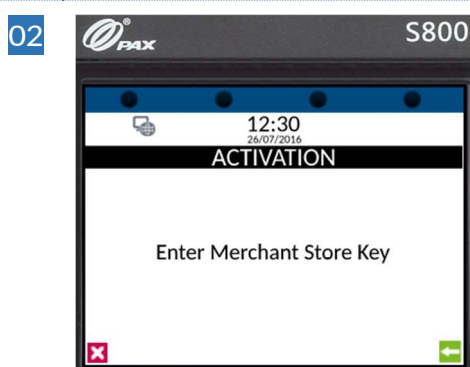 02
PAX S800
12:30
26/07/2016
ACTIVATION
Enter Merchant Store Key